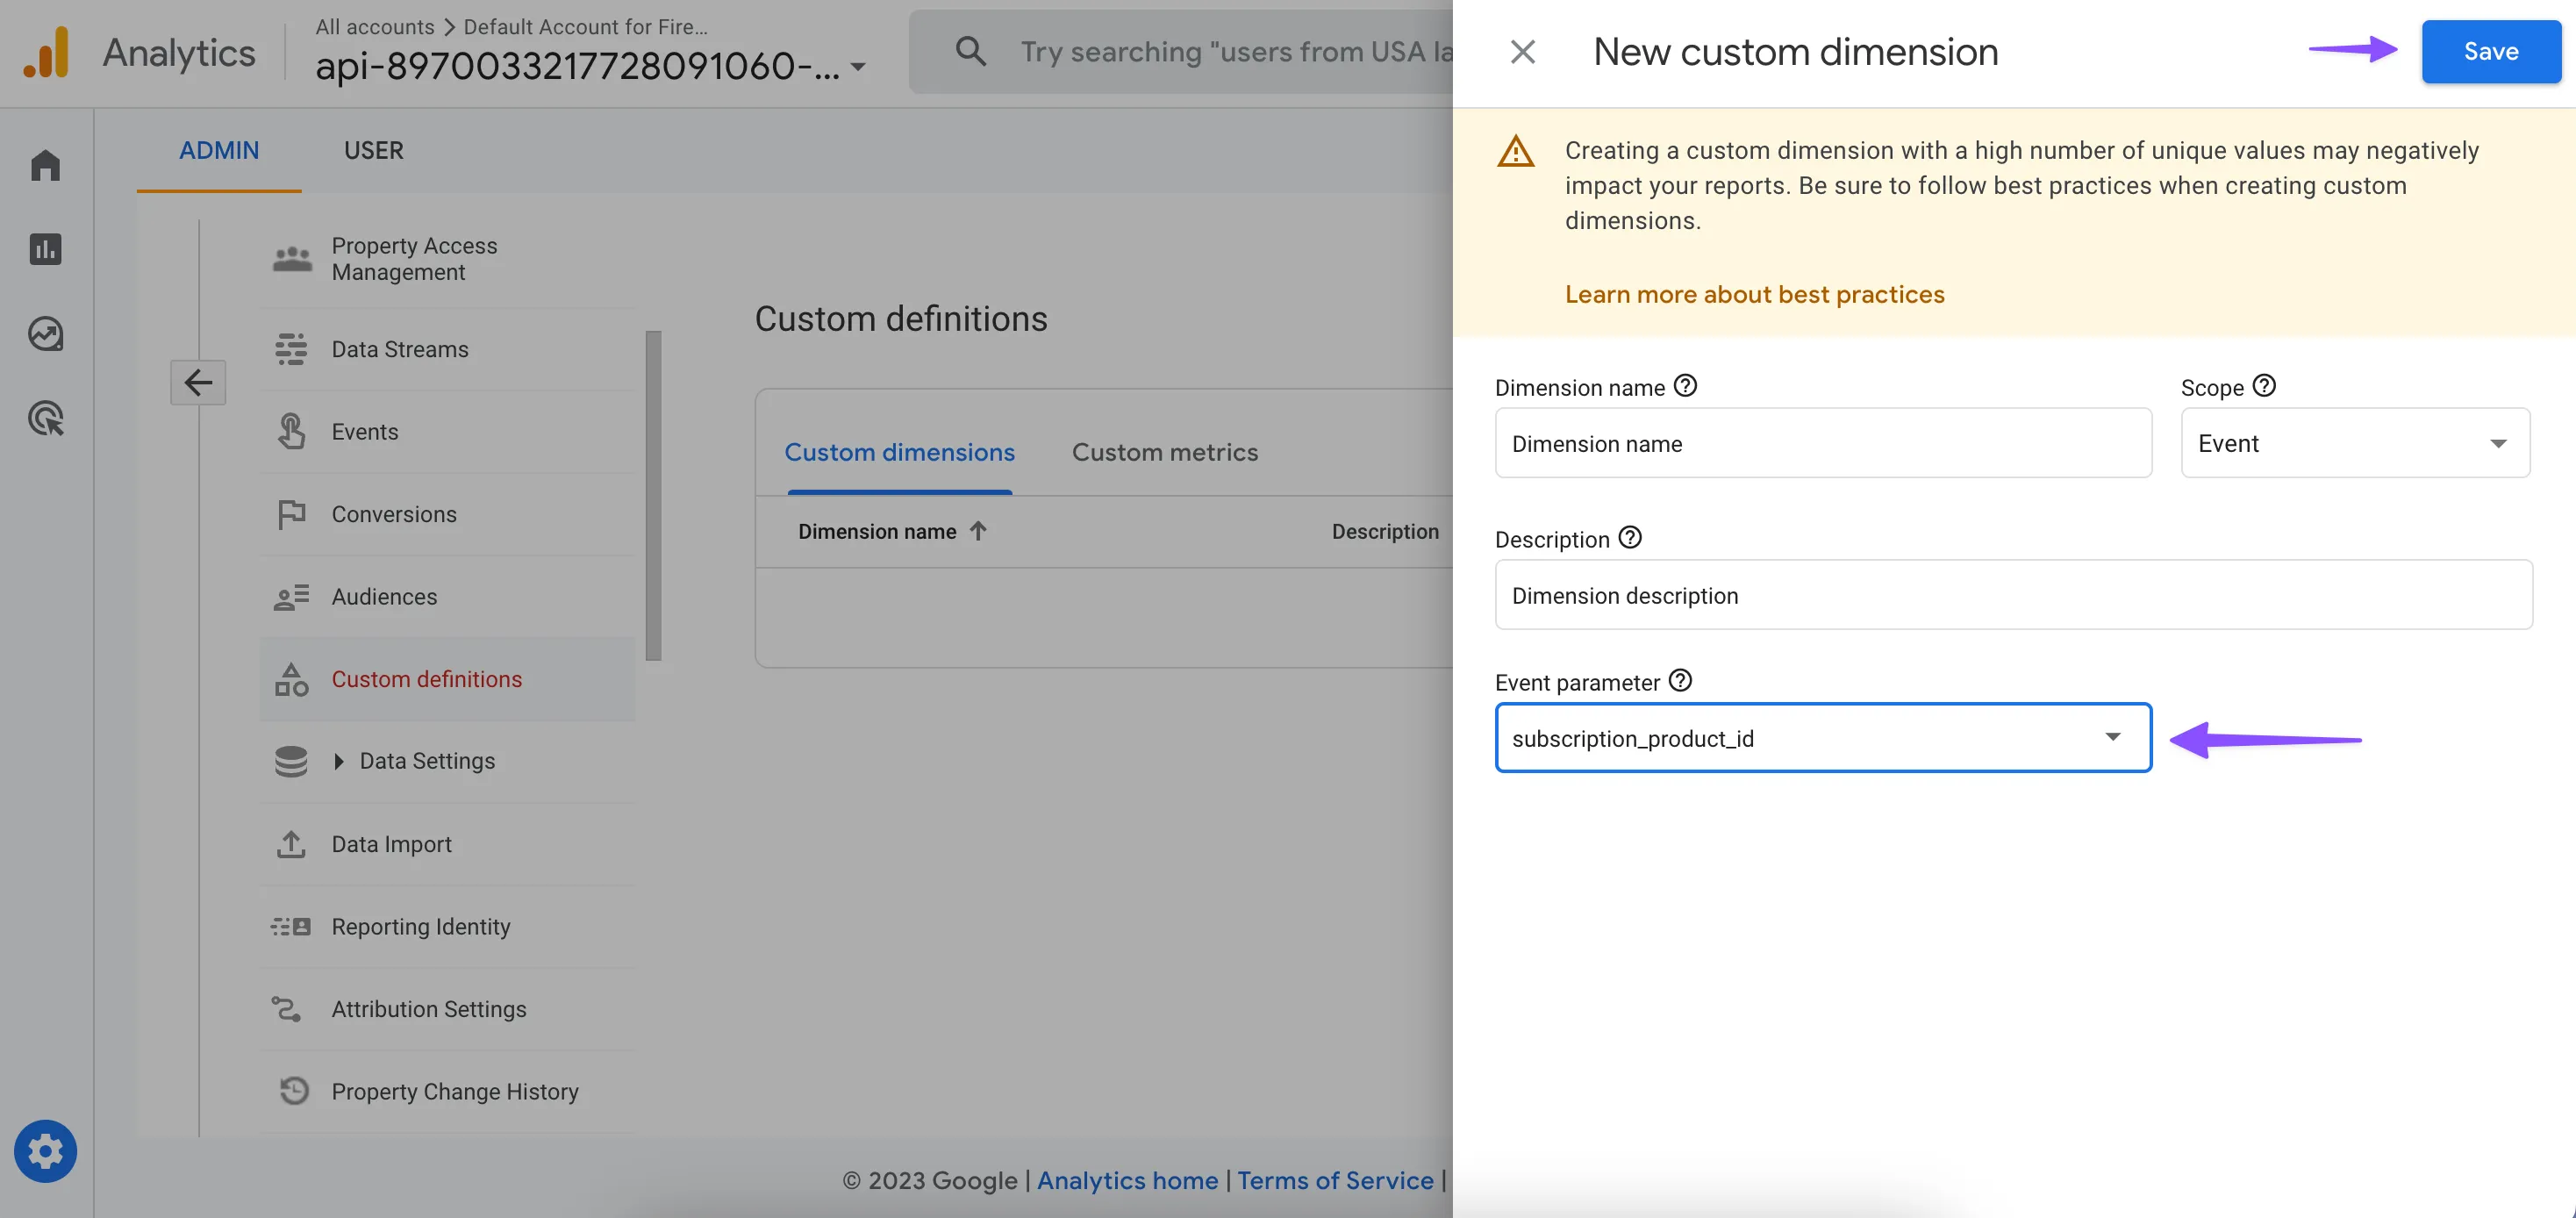 Analytics
All accounts > Default Account for Fire...
api-8970033217728091060-...
Try searching "users from USA la
New custom dimension
Save
ADMIN
USER
Creating a custom dimension with a high number of unique values may negatively
impact your reports. Be sure to follow best practices when creating custom
dimensions.
Learn more about best practices
Property Access
Management
Data Streams
Events
Conversions
Audiences
Custom definitions
Data Settings
Data Import
Reporting Identity
Attribution Settings
Property Change History
Custom definitions
Custom dimensions
Custom metrics
Dimension name
Description
Dimension name
Dimension name
Scope
Event
Description
Dimension description
Event parameter
subscription_product_id
© 2023 Google | Analytics home | Terms of Service |